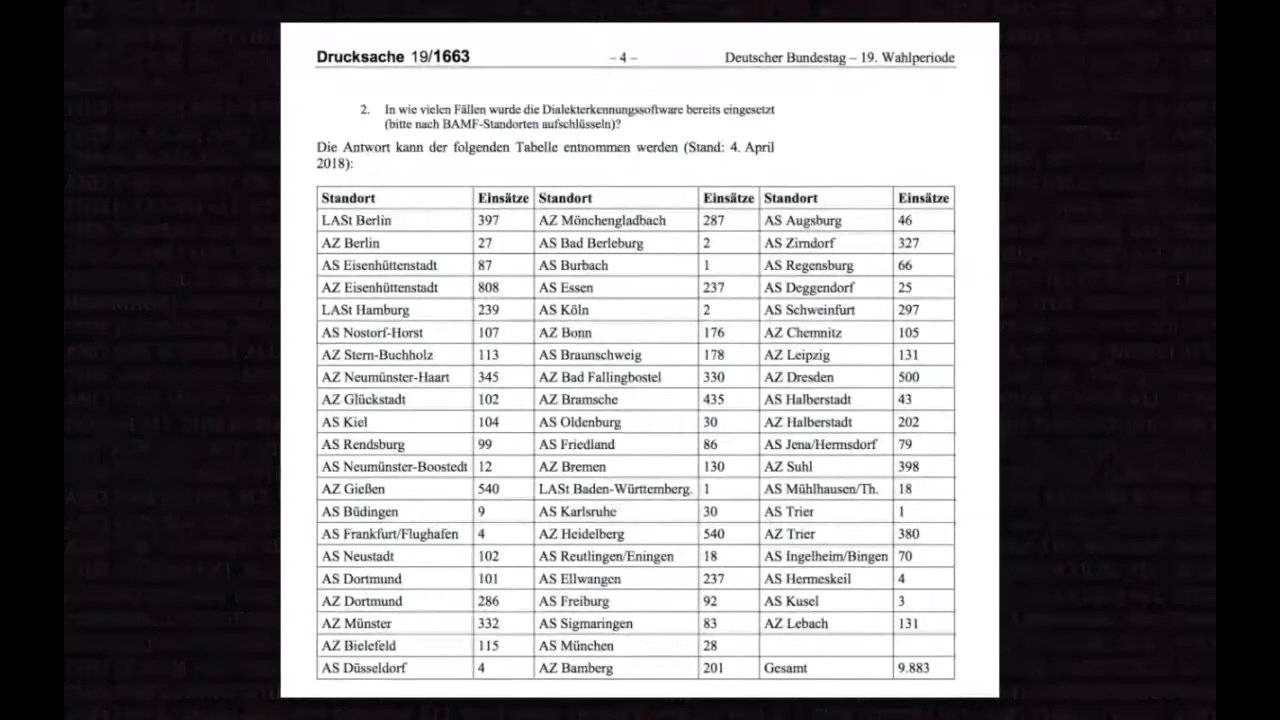 Drucksache 19/1663 – 4 – Deutscher Bundestag – 19. Wahlperiode
2. In wie vielen Fällen wurde die Dialekterkennungssoftware bereits eingesetzt
(bitte nach BAMF-Standorten aufschlüsseln)?
Die Antwort kann der folgenden Tabelle entnommen werden (Stand: 4. April
2018):
Standort Einsätze Standort Einsätze Standort Einsätze
LASt Berlin 397 AZ Mönchengladbach 287 AS Augsburg 46
AZ Berlin 27 AS Bad Berleburg 2 AS Zirndorf 327
AS Eisenhüttenstadt 87 AS Burbach 1 AS Regensburg 66
AZ Eisenhüttenstadt 808 AS Essen 237 AS Deggendorf 25
LASt Hamburg 239 AS Köln 2 AS Schweinfurt 297
AS Nostorf-Horst 107 AZ Bonn 176 AZ Chemnitz 105
AZ Stern-Buchholz 113 AS Braunschweig 178 AZ Leipzig 131
AZ Neumünster-Haart 345 AZ Bad Fallingbostel 330 AZ Dresden 500
AZ Glückstadt 102 AZ Bramsche 435 AS Halberstadt 43
AS Kiel 104 AS Oldenburg 30 AZ Halberstadt 202
AS Rendsburg 99 AS Friedland 86 AS Jena/Hermsdorf 79
AS Neumünster-Boostedt 12 AZ Bremen 130 AZ Suhl 398
AZ Gießen 540 LASt Baden-Württemberg. 1 AS Mühlhausen/Th. 18
AS Büdingen 9 AS Karlsruhe 30 AS Trier 1
AS Frankfurt/Flughafen 4 AZ Heidelberg 540 AZ Trier 380
AS Neustadt 102 AS Reutlingen/Eningen 18 AS Ingelheim/Bingen 70
AS Dortmund 101 AS Ellwangen 237 AS Hermeskeil 4
AZ Dortmund 286 AS Freiburg 92 AS Kusel 3
AZ Münster 332 AS Sigmaringen 83 AZ Lebach 131
AZ Bielefeld 115 AS München 28
AS Düsseldorf 4 AZ Bamberg 201 Gesamt 9.883